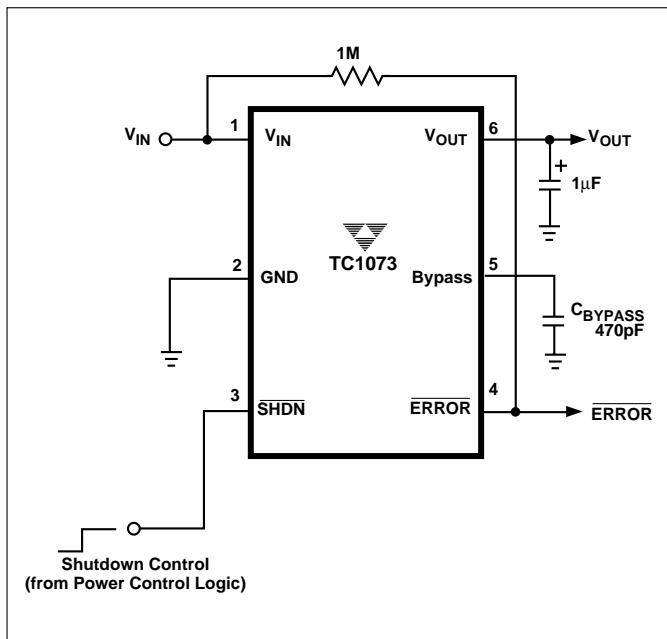 1M
V_IN
1
V_IN
V_OUT
6
V_OUT
+
1µF
TC1073
2
GND
Bypass
5
C_BYPASS
470pF
3
SHDN
ERROR
4
ERROR
Shutdown Control
(from Power Control Logic)